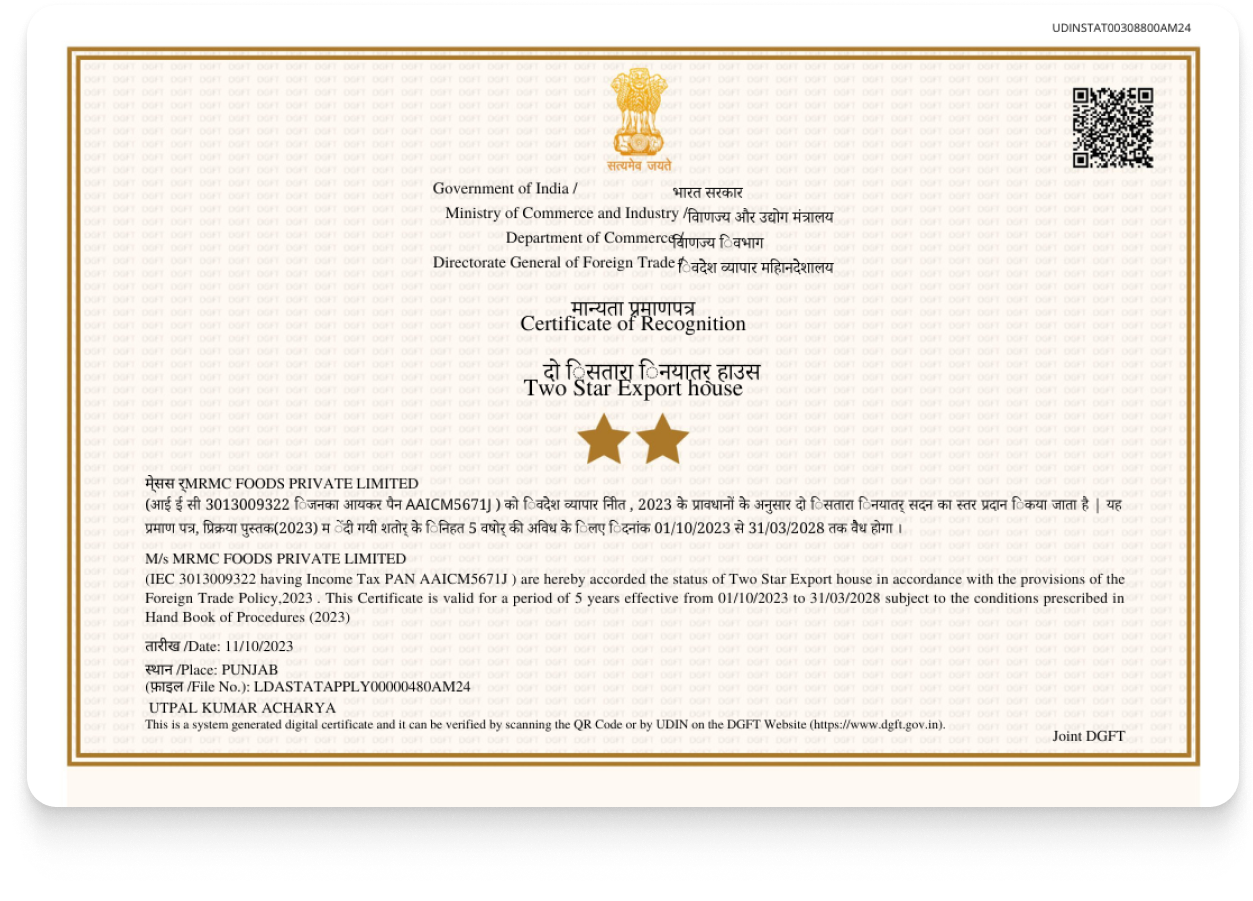 UDINSTAT00308800AM24
सत्यमेव जयते
Government of India / भारत सरकार
Ministry of Commerce and Industry /वािणज्य और उद्योग मंत्रालय
Department of Commerce/वािणज्य िवभाग
Directorate General of Foreign Trade /िवदेश व्यापार महािनदेशालय
मान्यता प्रमाणपत्र
Certificate of Recognition
दो िसतारा िनयातर् हाउस
Two Star Export house
मे्सस र्MRMC FOODS PRIVATE LIMITED
(आई ई सी 3013009322 िजनका आयकर पैन AAICM5671J ) को िवदेश व्यापार नीित , 2023 के प्रावधानों के अनुसार दो िसतारा िनयातर् सदन का स्तर प्रदान िकया जाता है | यह
प्रमाण पत्र, प्रिक्रया पुस्तक(2023) म ेंदी गयी शतोर् के िनिहत 5 वषोर् की अविध के िलए िदनांक 01/10/2023 से 31/03/2028 तक वैध होगा ।
M/s MRMC FOODS PRIVATE LIMITED
(IEC 3013009322 having Income Tax PAN AAICM5671J ) are hereby accorded the status of Two Star Export house in accordance with the provisions of the
Foreign Trade Policy,2023 . This Certificate is valid for a period of 5 years effective from 01/10/2023 to 31/03/2028 subject to the conditions prescribed in
Hand Book of Procedures (2023)
तारीख /Date: 11/10/2023
स्थान /Place: PUNJAB
(फ़ाइल /File No.): LDASTATAPPLY00000480AM24
UTPAL KUMAR ACHARYA
This is a system generated digital certificate and it can be verified by scanning the QR Code or by UDIN on the DGFT Website (https://www.dgft.gov.in).
Joint DGFT